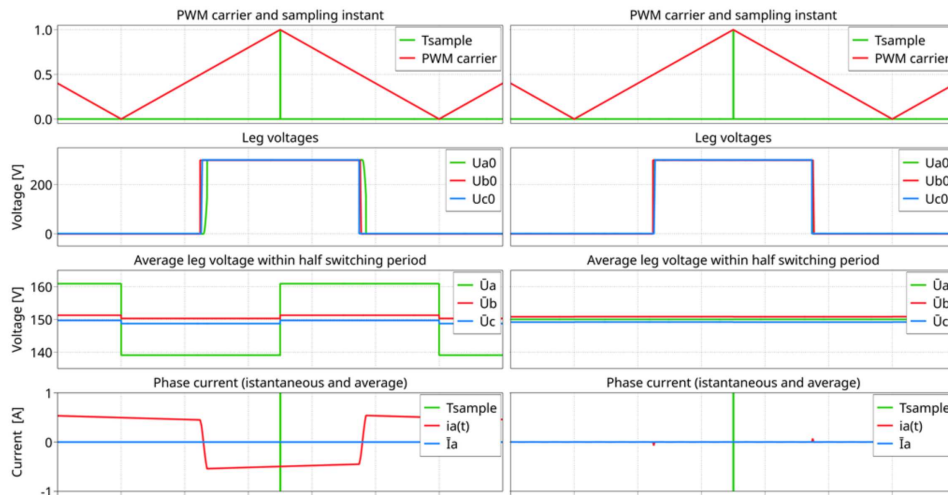 PWM carrier and sampling instant
1.0
0.5
0.0
Tsample
PWM carrier
Leg voltages
Voltage [V]
200
0
Ua0
Ub0
Uc0
Average leg voltage within half switching period
Voltage [V]
160
150
140
Ūa
Ūb
Ūc
Phase current (istantaneous and average)
Current [A]
1
0
-1
Tsample
ia(t)
Īa
PWM carrier and sampling instant
Tsample
PWM carrier
Leg voltages
Ua0
Ub0
Uc0
Average leg voltage within half switching period
Ūa
Ūb
Ūc
Phase current (istantaneous and average)
Tsample
ia(t)
Īa